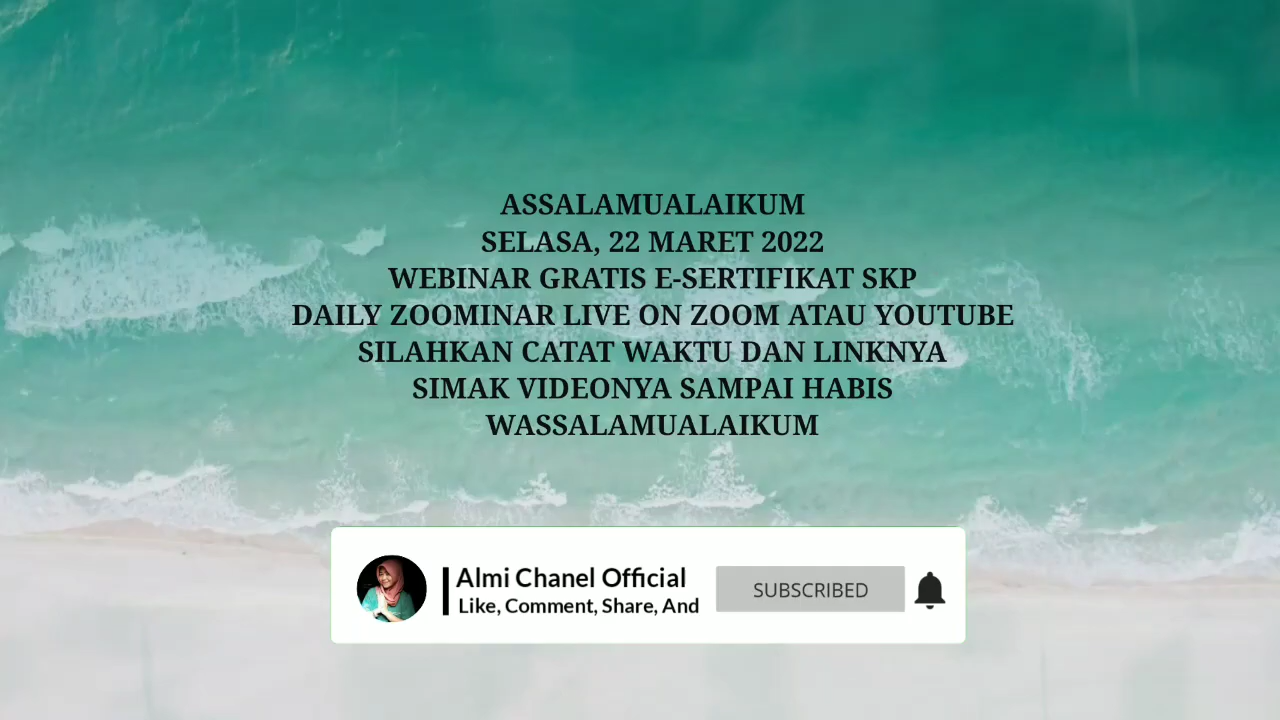 ASSALAMUALAIKUM
SELASA, 22 MARET 2022
WEBINAR GRATIS E-SERTIFIKAT SKP
DAILY ZOOMINAR LIVE ON ZOOM ATAU YOUTUBE
SILAHKAN CATAT WAKTU DAN LINKNYA
SIMAK VIDEONYA SAMPAI HABIS
WASSALAMUALAIKUM
Almi Chanel Official
Like, Comment, Share, And
SUBSCRIBED